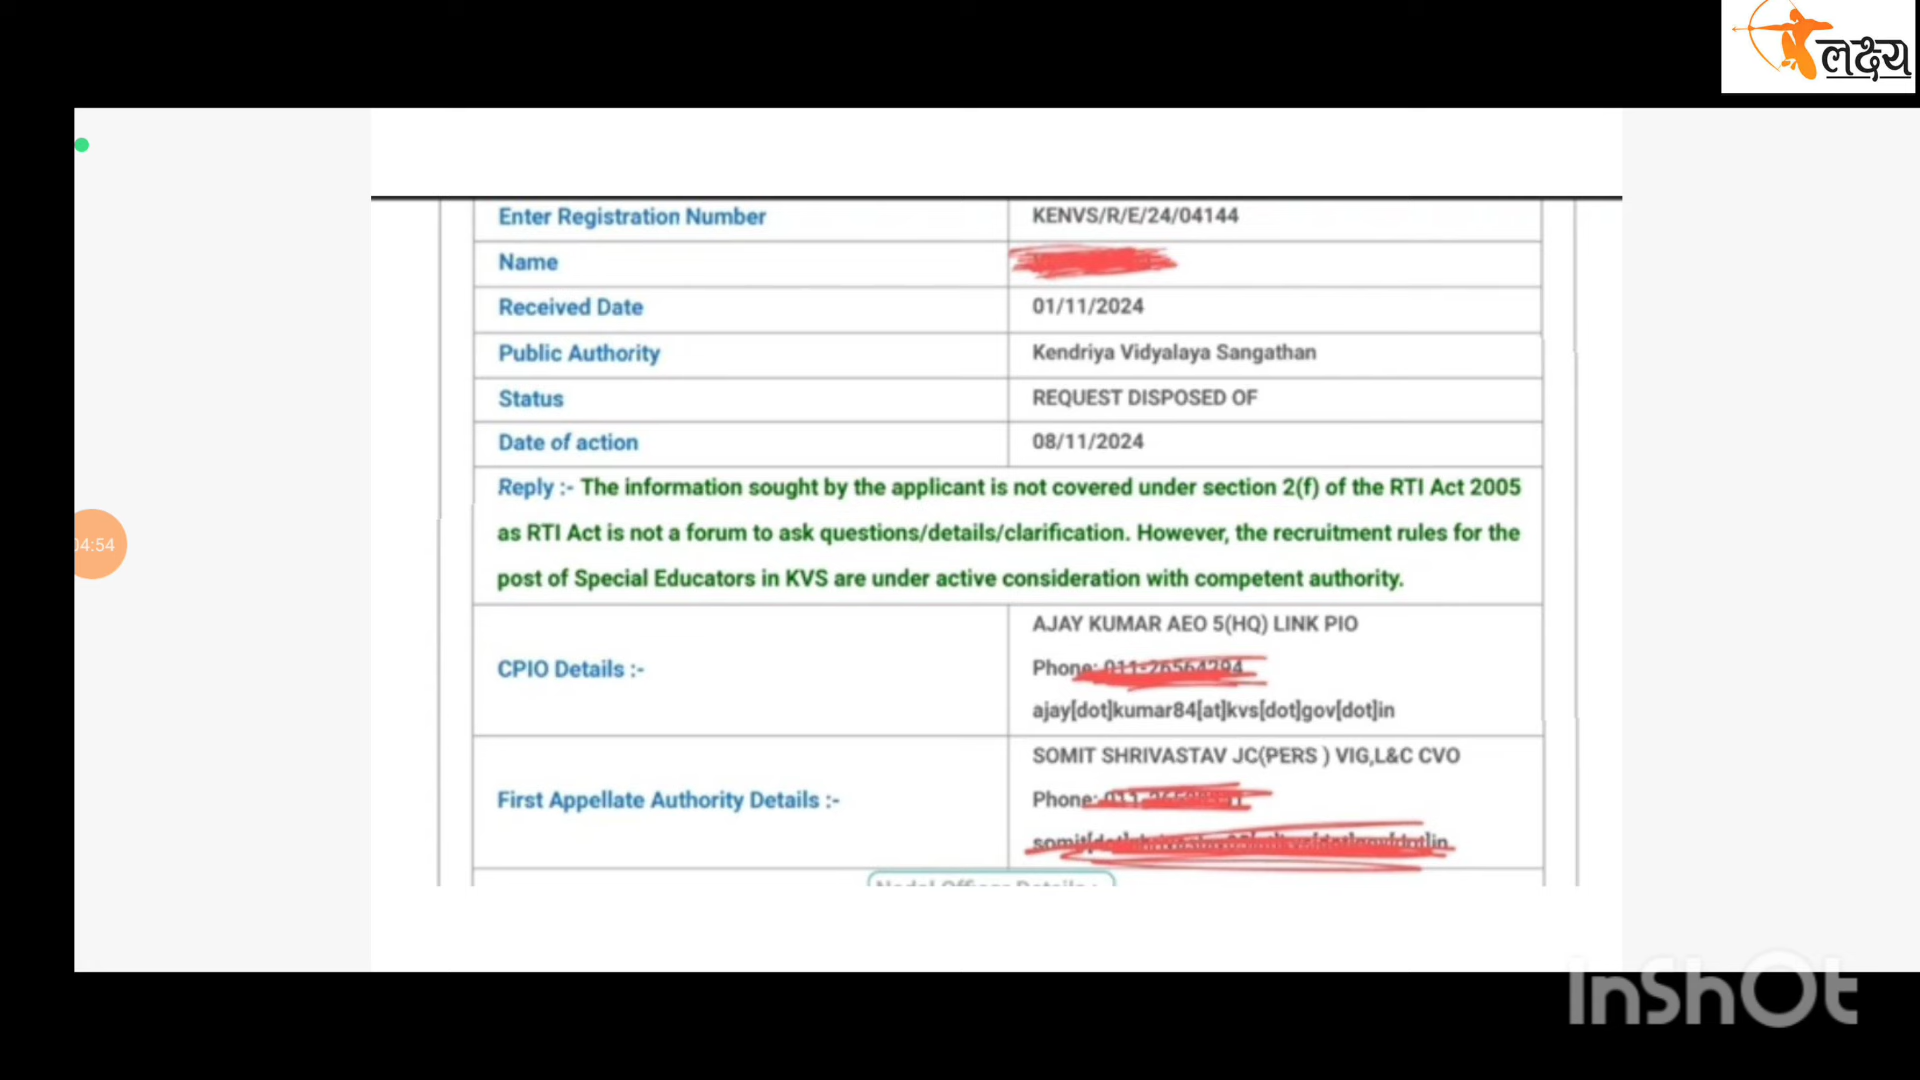 लक्ष्य
Enter Registration Number KENVS/R/E/24/04144
Name
Received Date 01/11/2024
Public Authority Kendriya Vidyalaya Sangathan
Status REQUEST DISPOSED OF
Date of action 08/11/2024
Reply :- The information sought by the applicant is not covered under section 2(f) of the RTI Act 2005
as RTI Act is not a forum to ask questions/details/clarification. However, the recruitment rules for the
post of Special Educators in KVS are under active consideration with competent authority.
04:54
AJAY KUMAR AEO 5(HQ) LINK PIO
CPIO Details :- Phone:
ajay[dot]kumar84[at]kvs[dot]gov[dot]in
SOMIT SHRIVASTAV JC(PERS ) VIG,L&C CVO
First Appellate Authority Details :- Phone:
Nodal Officer Details :-
InShOt